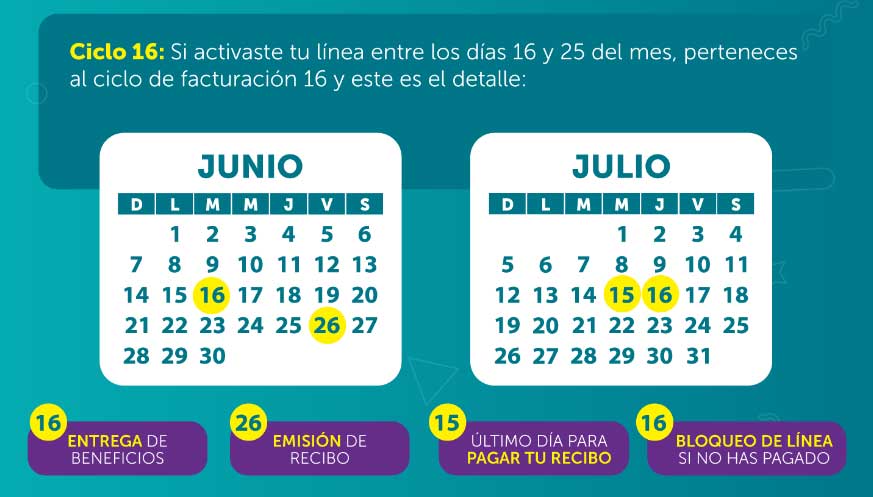 Ciclo 16: Si activaste tu línea entre los días 16 y 25 del mes, perteneces
al ciclo de facturación 16 y este es el detalle:
JUNIO
D L M M J V S
1 2 3 4 5 6
7 8 9 10 11 12 13
14 15 16 17 18 19 20
21 22 23 24 25 26 27
28 29 30
JULIO
D L M M J V S
1 2 3 4
5 6 7 8 9 10 11
12 13 14 15 16 17 18
19 20 21 22 23 24 25
26 27 28 29 30 31
16
ENTREGA DE
BENEFICIOS
26
EMISIÓN DE
RECIBO
15
ÚLTIMO DÍA PARA
PAGAR TU RECIBO
16
BLOQUEO DE LÍNEA
SI NO HAS PAGADO